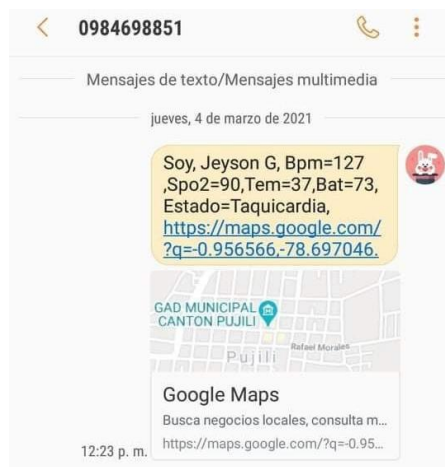 0984698851
Mensajes de texto/Mensajes multimedia
jueves, 4 de marzo de 2021
Soy, Jeyson G, Bpm=127
,Spo2=90,Tem=37,Bat=73,
Estado=Taquicardia,
https://maps.google.com/
?q=-0.956566,-78.697046.
GAD MUNICIPAL
CANTON PUJILI
Rafael Morales
Pujilí
Google Maps
Busca negocios locales, consulta m...
https://maps.google.com/?q=-0.95...
12:23 p. m.